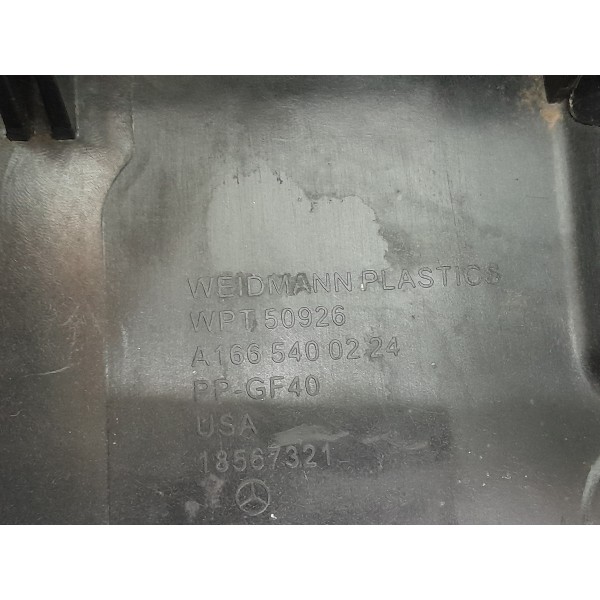 WEIDMANN PLASTICS
WPT 50926
A166 540 02 24
PP-GF40
USA
18567321